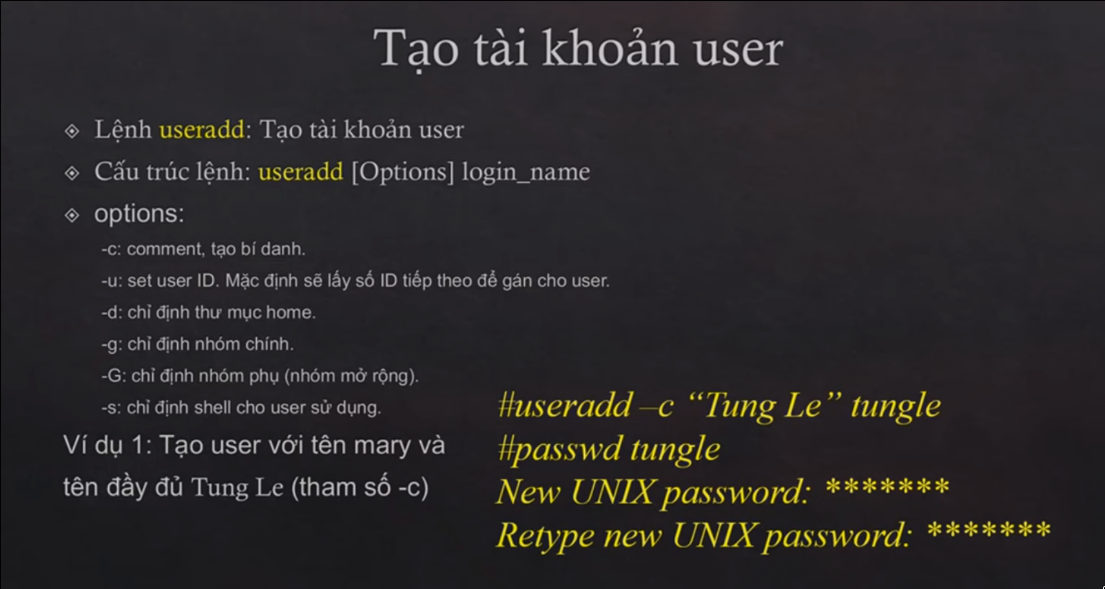 Tạo tài khoản user
Lệnh useradd: Tạo tài khoản user
Cấu trúc lệnh: useradd [Options] login_name
options:
-c: comment, tạo bí danh.
-u: set user ID. Mặc định sẽ lấy số ID tiếp theo để gán cho user.
-d: chỉ định thư mục home.
-g: chỉ định nhóm chính.
-G: chỉ định nhóm phụ (nhóm mở rộng).
-s: chỉ định shell cho user sử dụng.
Ví dụ 1: Tạo user với tên mary và
tên đầy đủ Tung Le (tham số -c)
#useradd –c “Tung Le” tungle
#passwd tungle
New UNIX password: *******
Retype new UNIX password: *******